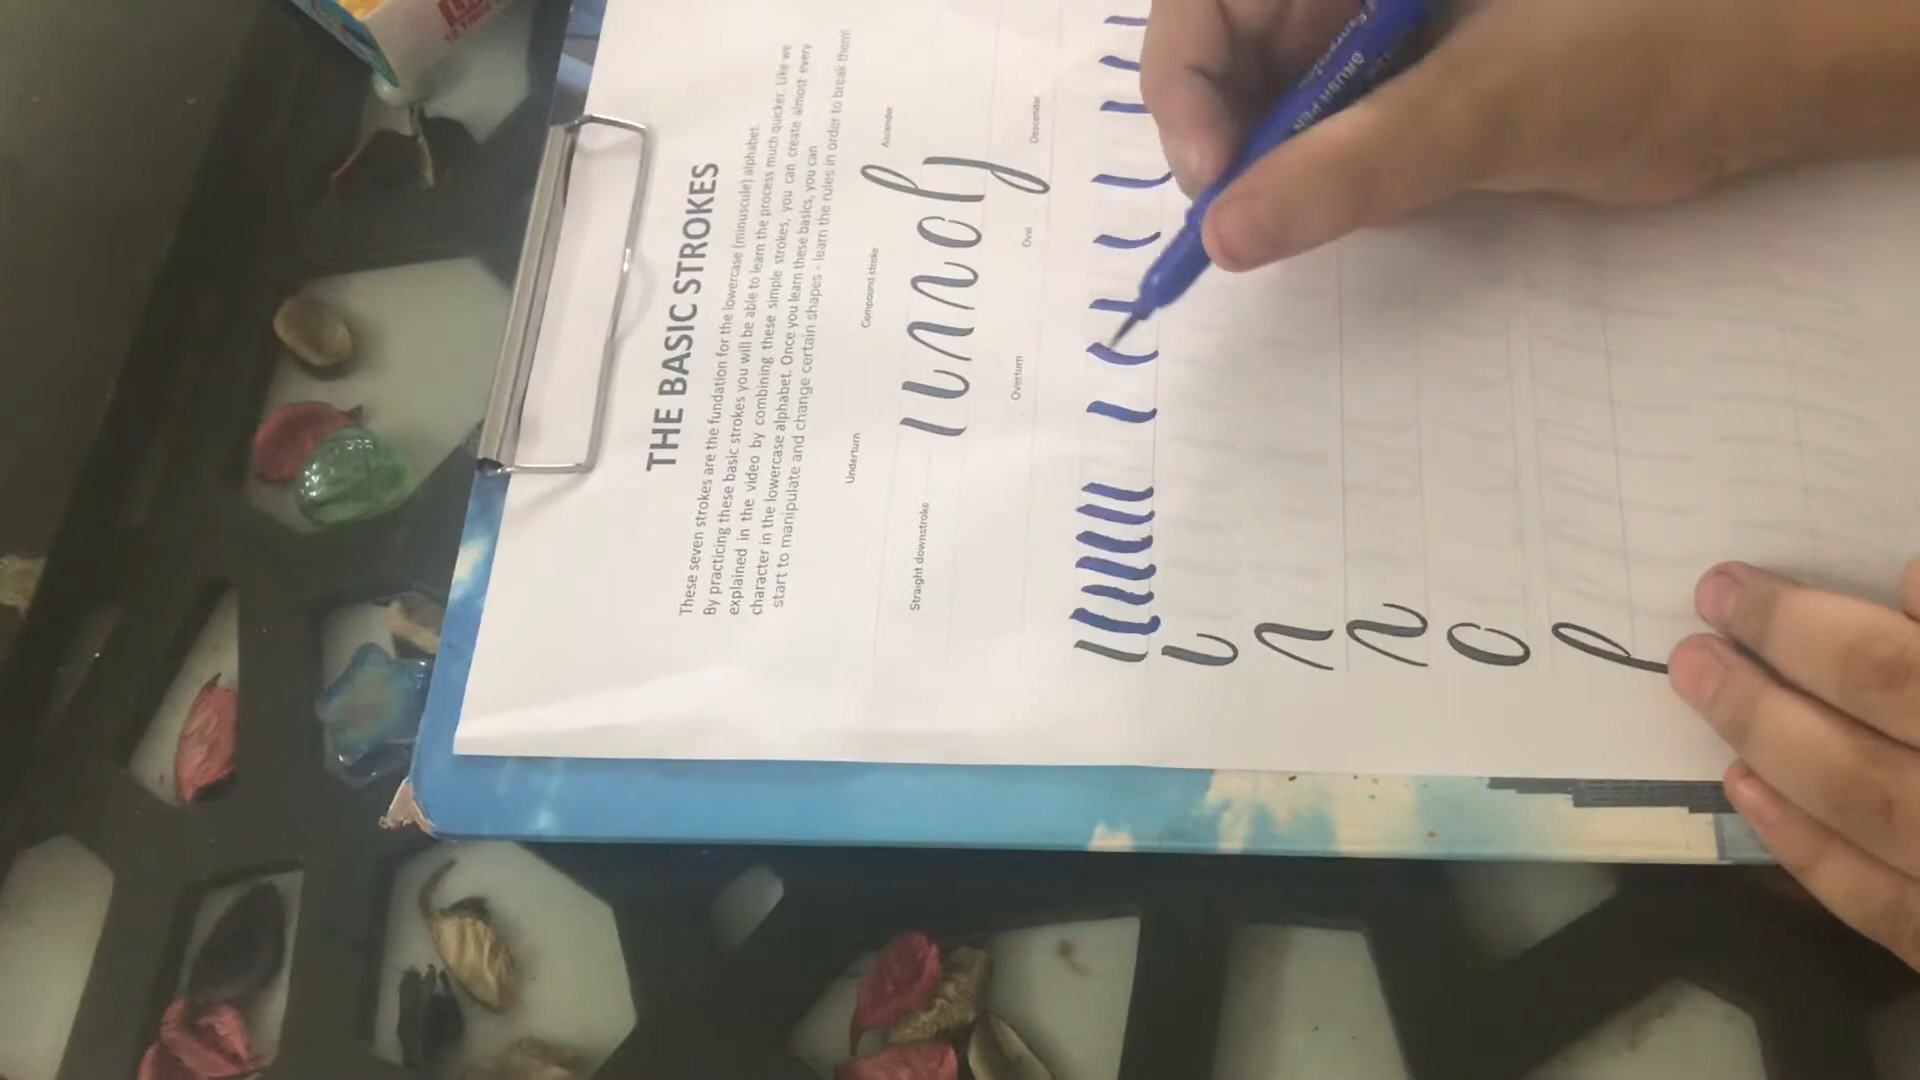 THE BASIC STROKES
These seven strokes are the fundation for the lowercase (minuscule) alphabet.
By practicing these basic strokes you will be able to learn the process much quicker. Like we
explained in the video by combining these simple strokes, you can create almost every
character in the lowercase alphabet. Once you learn these basics, you can
start to manipulate and change certain shapes - learn the rules in order to break them!
Underturn
Compound stroke
Ascender
Straight downstroke
Overturn
Oval
Descender
BRUSH PEN